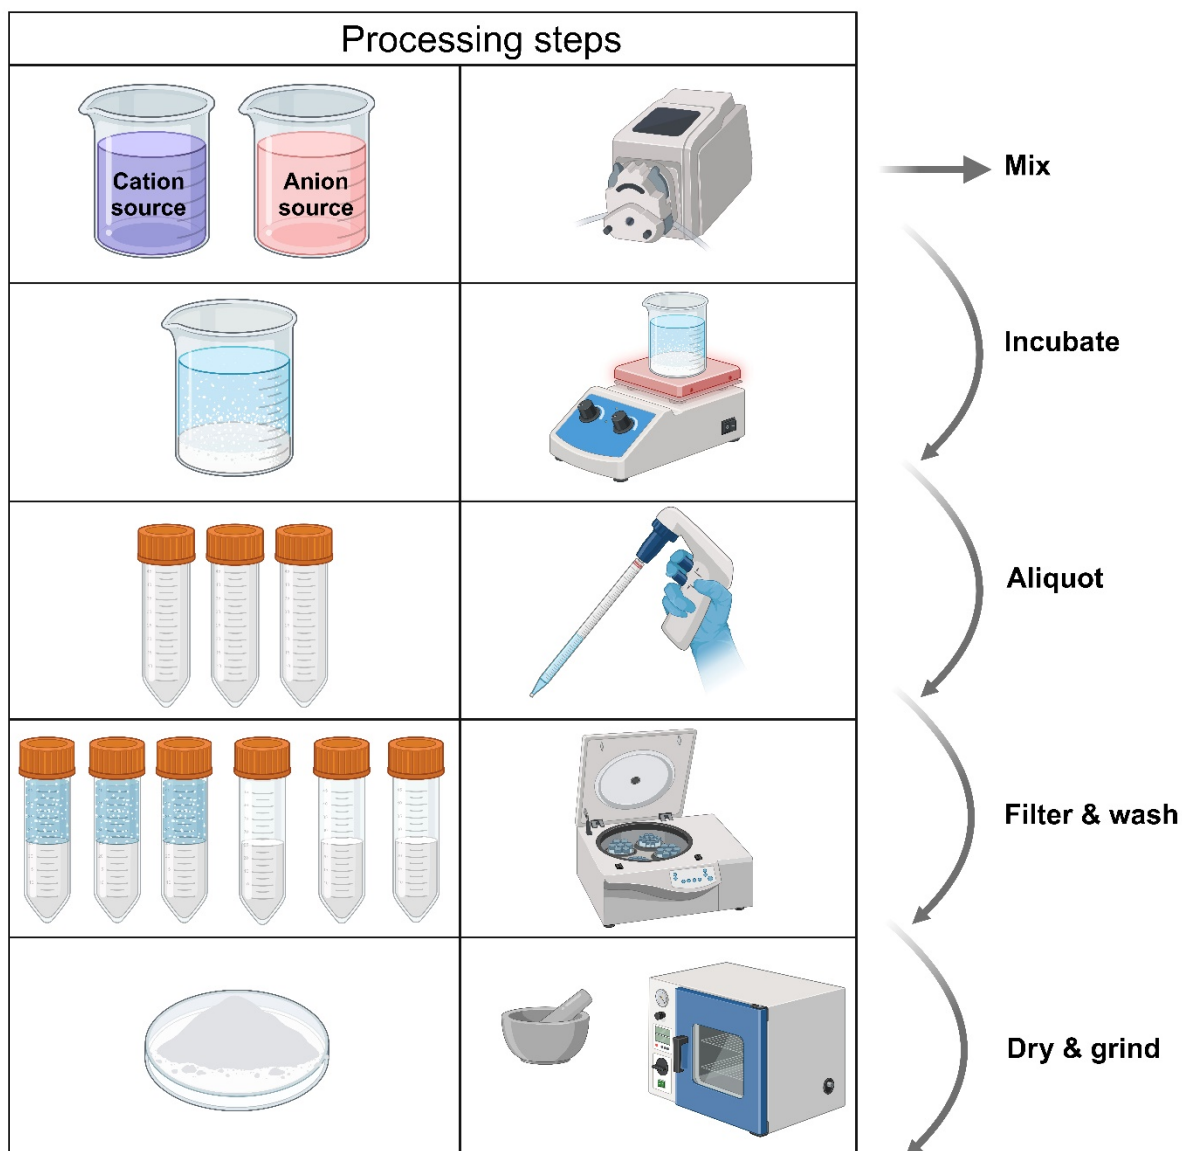 Processing steps
Cation
source
Anion
source
Mix
Incubate
Aliquot
Filter & wash
Dry & grind